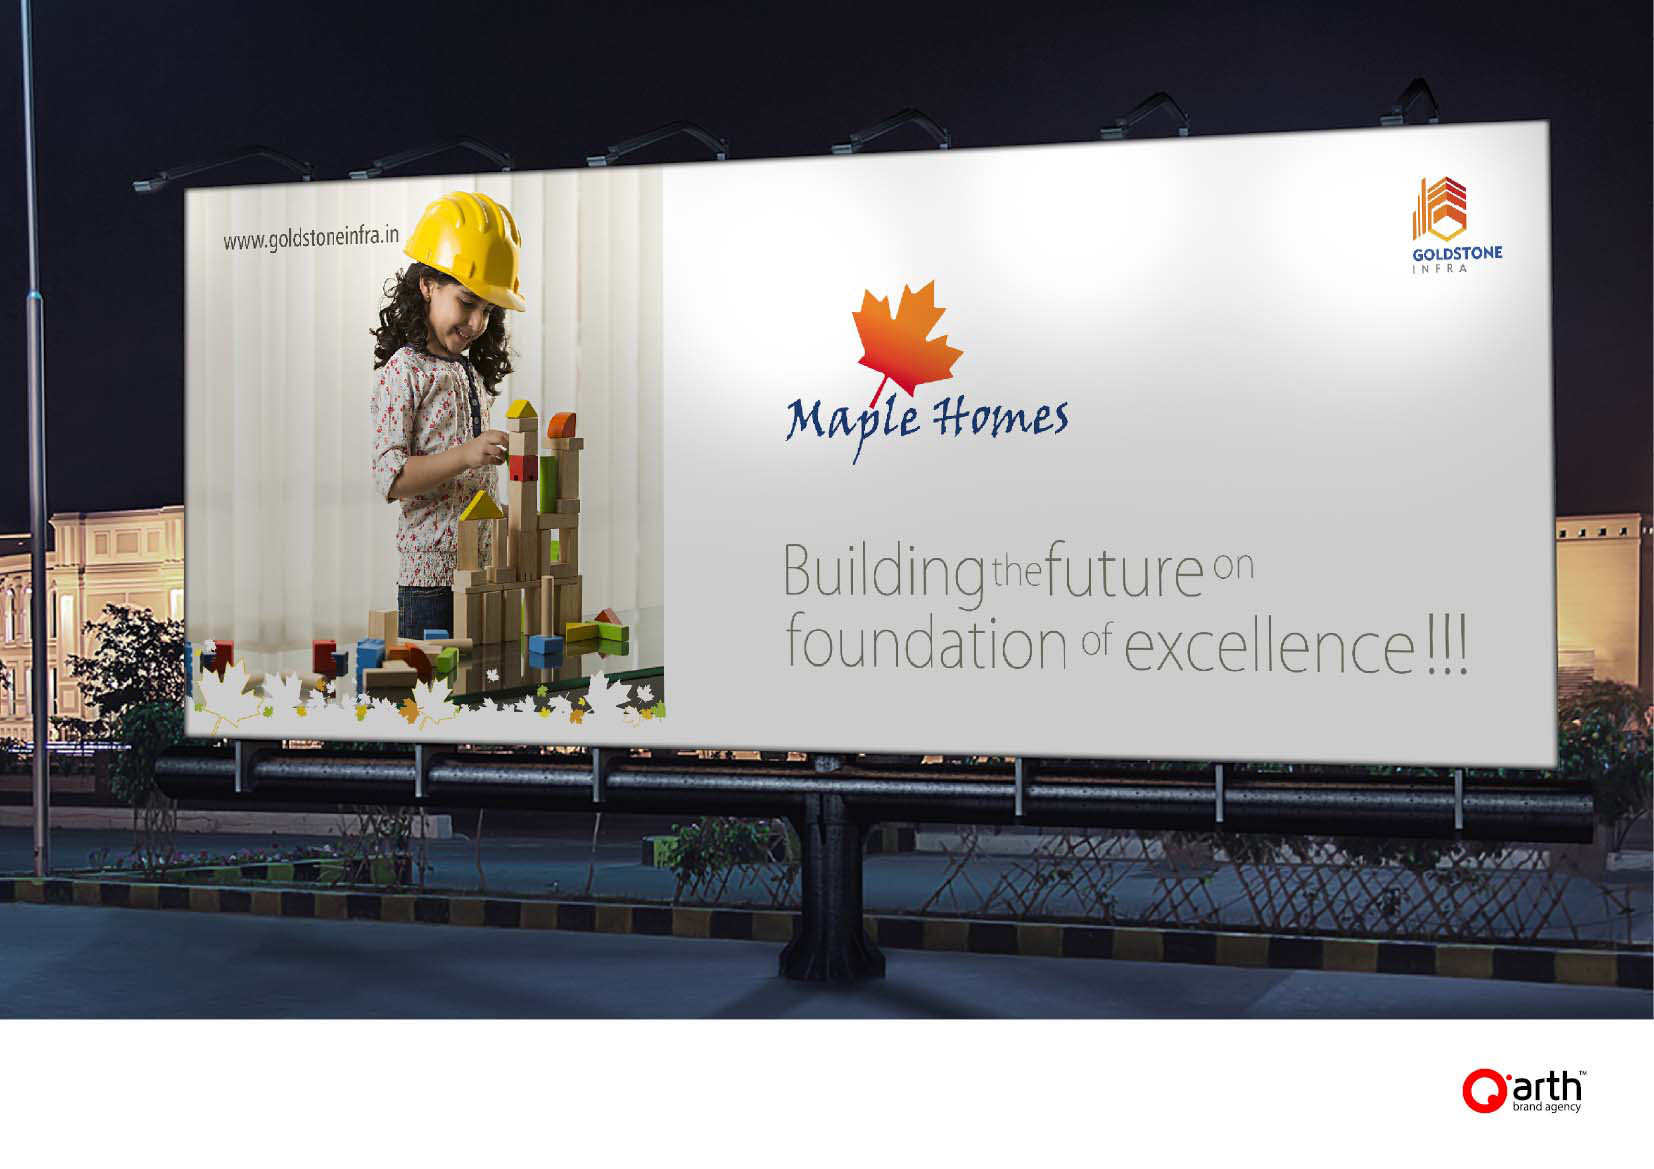 www.goldstoneinfra.in
GOLDSTONE
INFRA
Maple Homes
Building the future on
foundation of excellence!!!
Q'arth™
brand agency